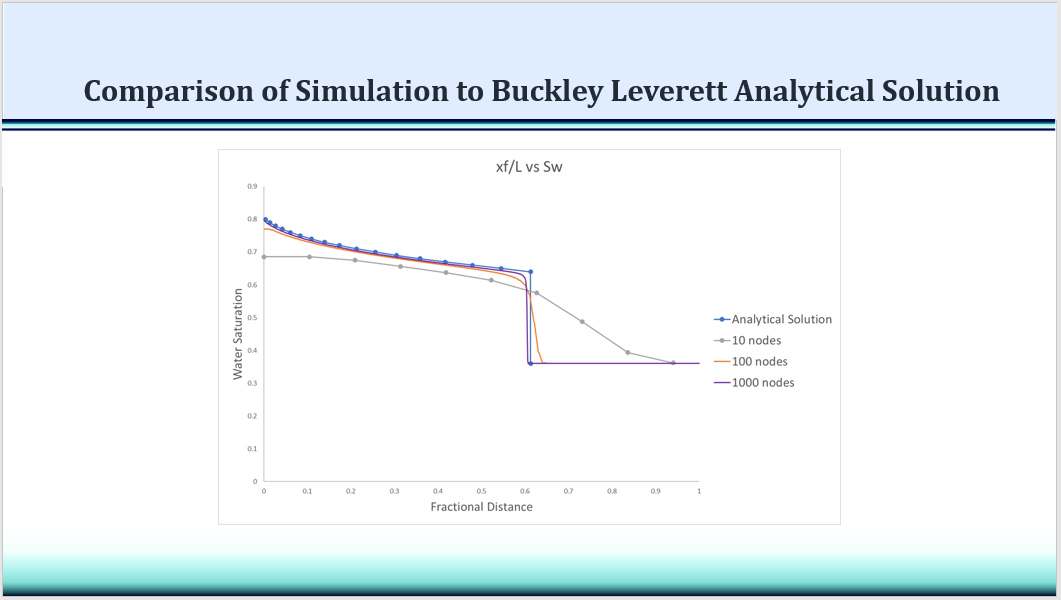 Comparison of Simulation to Buckley Leverett Analytical Solution
xf/L vs Sw
0.9
0.8
0.7
0.6
0.5
0.4
0.3
0.2
0.1
0
Water Saturation
0 0.1 0.2 0.3 0.4 0.5 0.6 0.7 0.8 0.9 1
Fractional Distance
Analytical Solution
10 nodes
100 nodes
1000 nodes